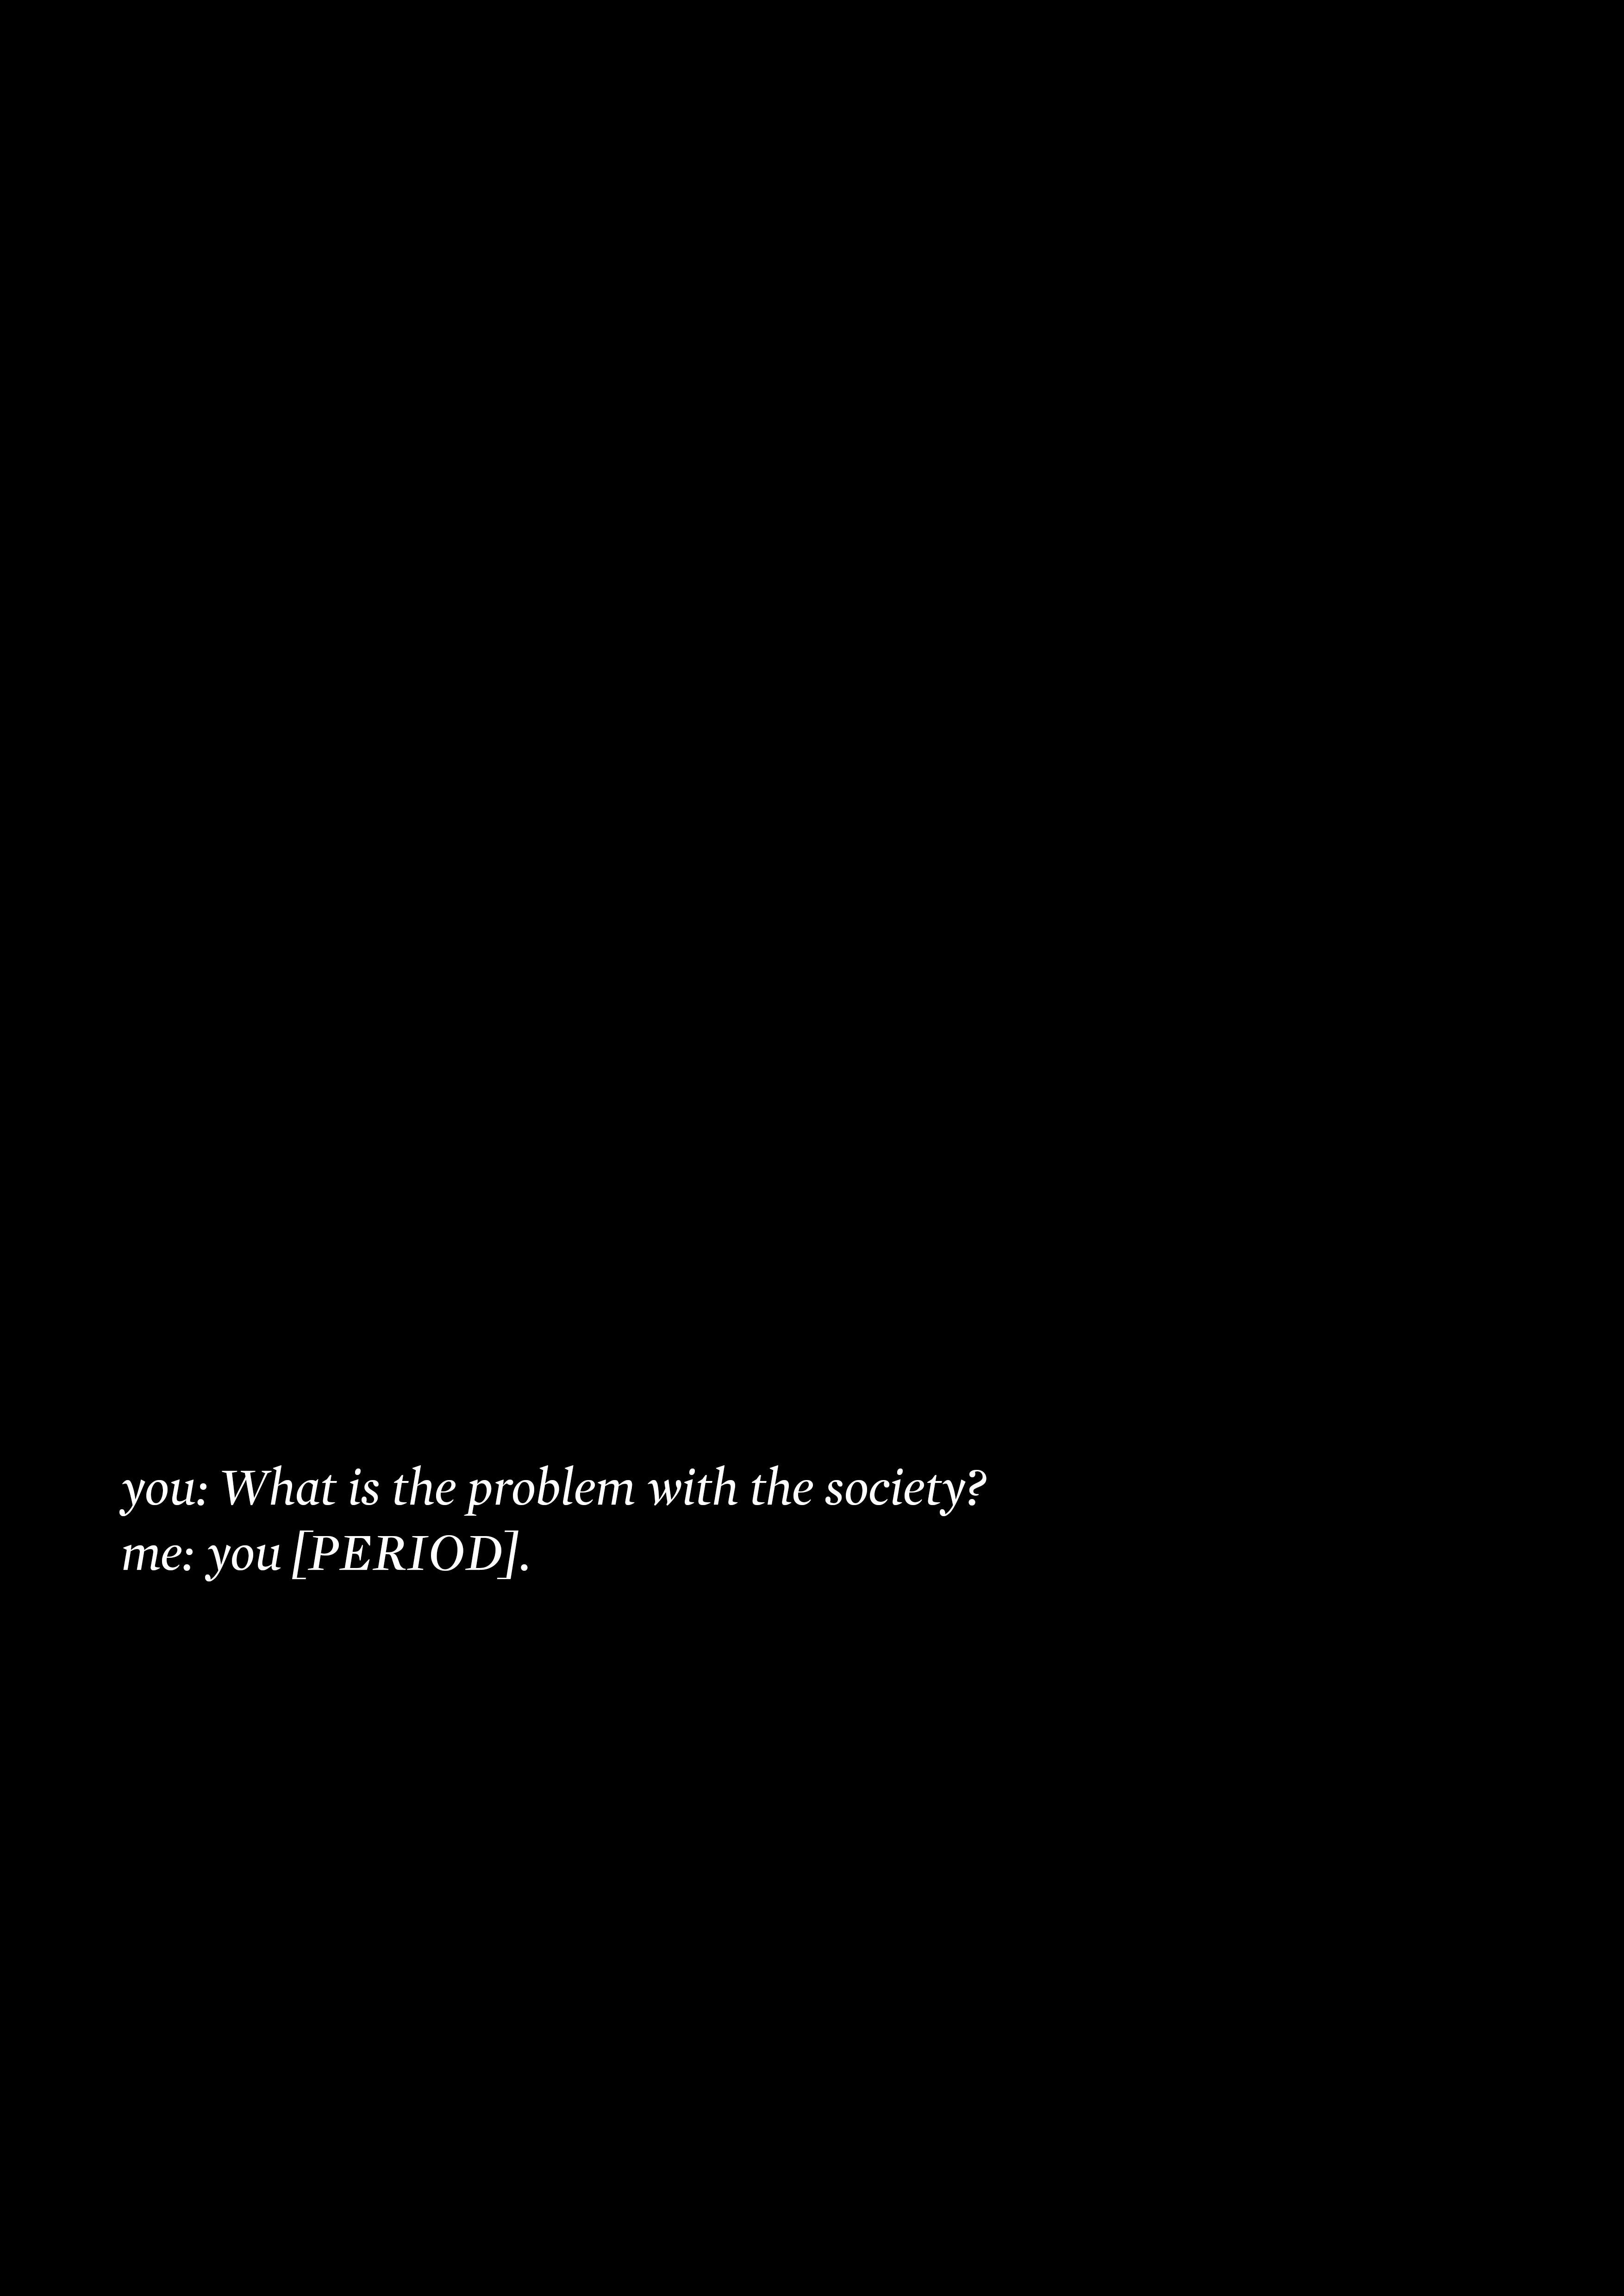 you: What is the problem with the society?
me: you [PERIOD].